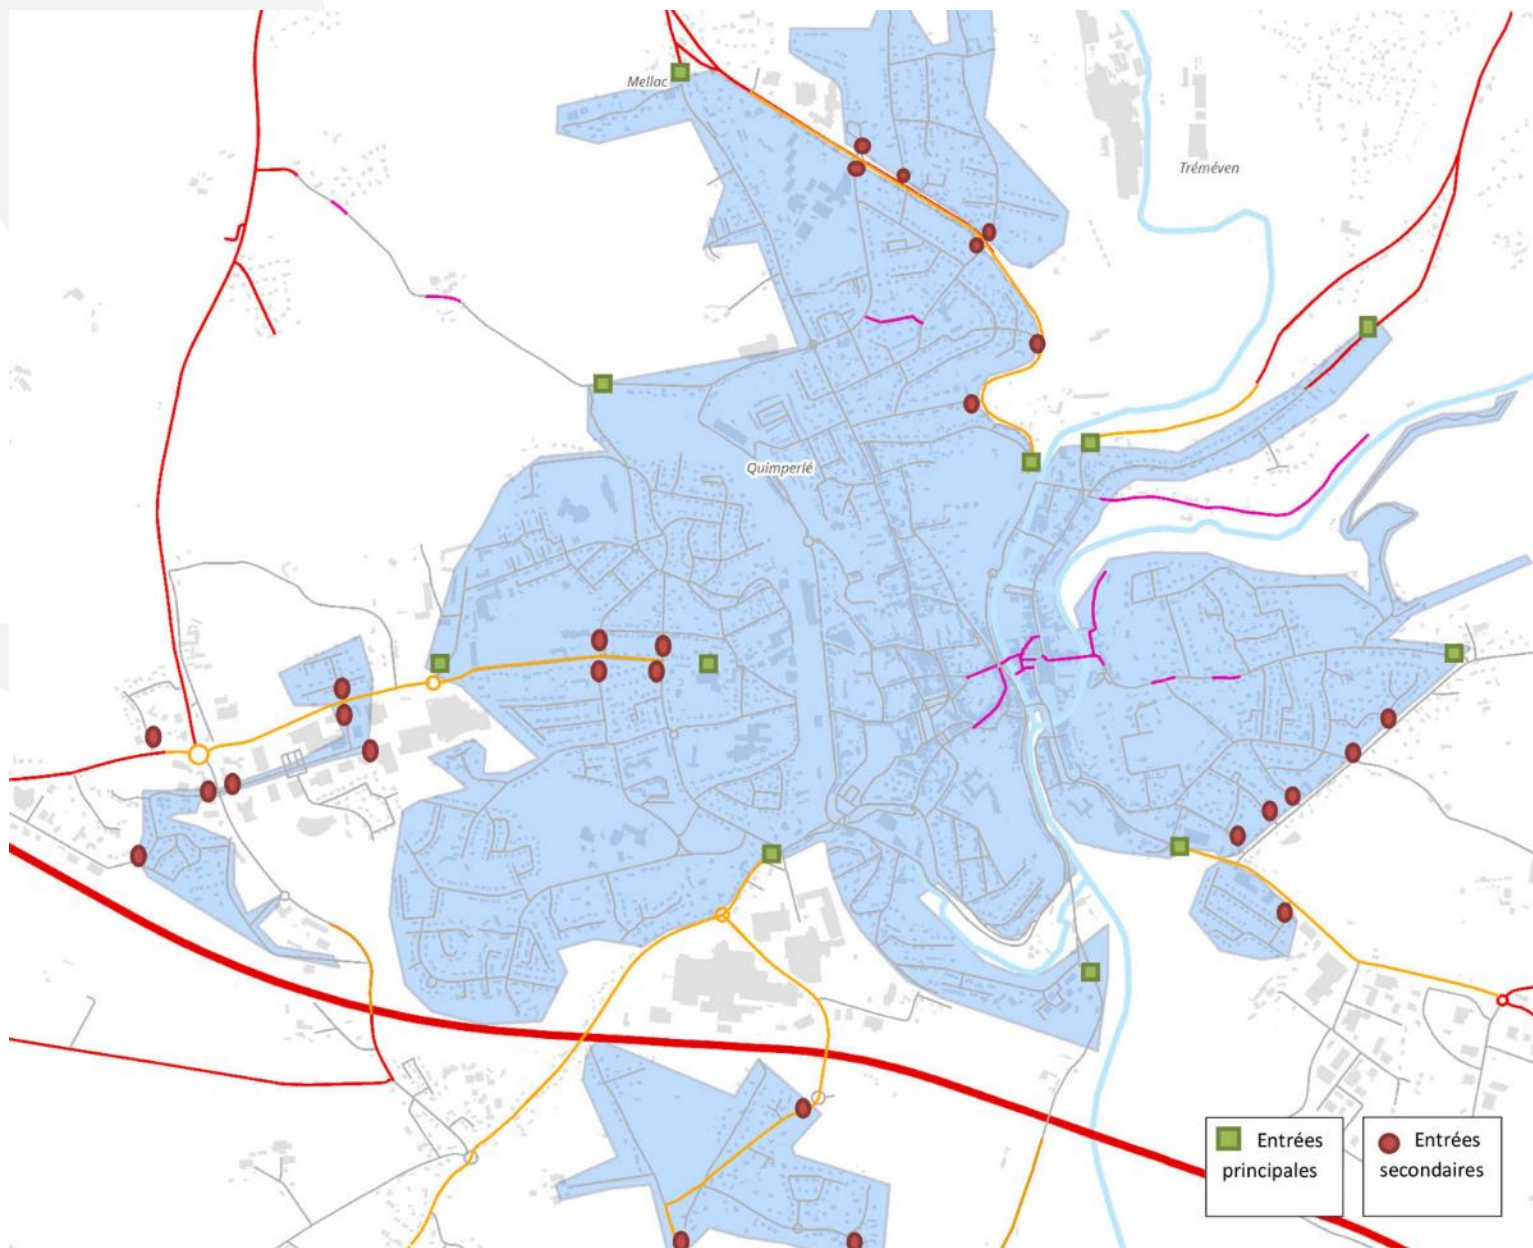 Mellac
Tréméven
Quimperlé
Entrées
principales
Entrées
secondaires